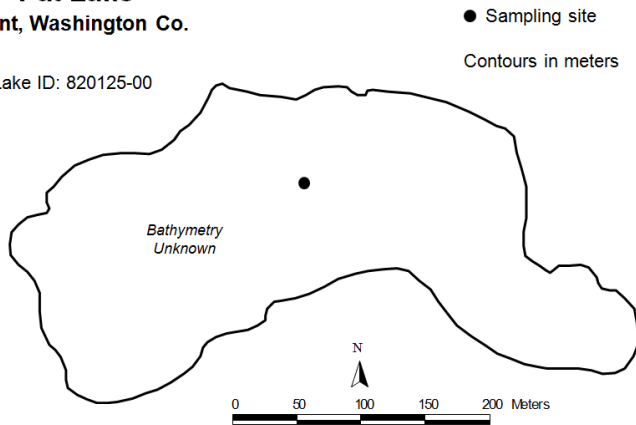 nt, Washington Co.
Sampling site
Contours in meters
ake ID: 820125-00
Bathymetry
Unknown
N
0 50 100 150 200 Meters